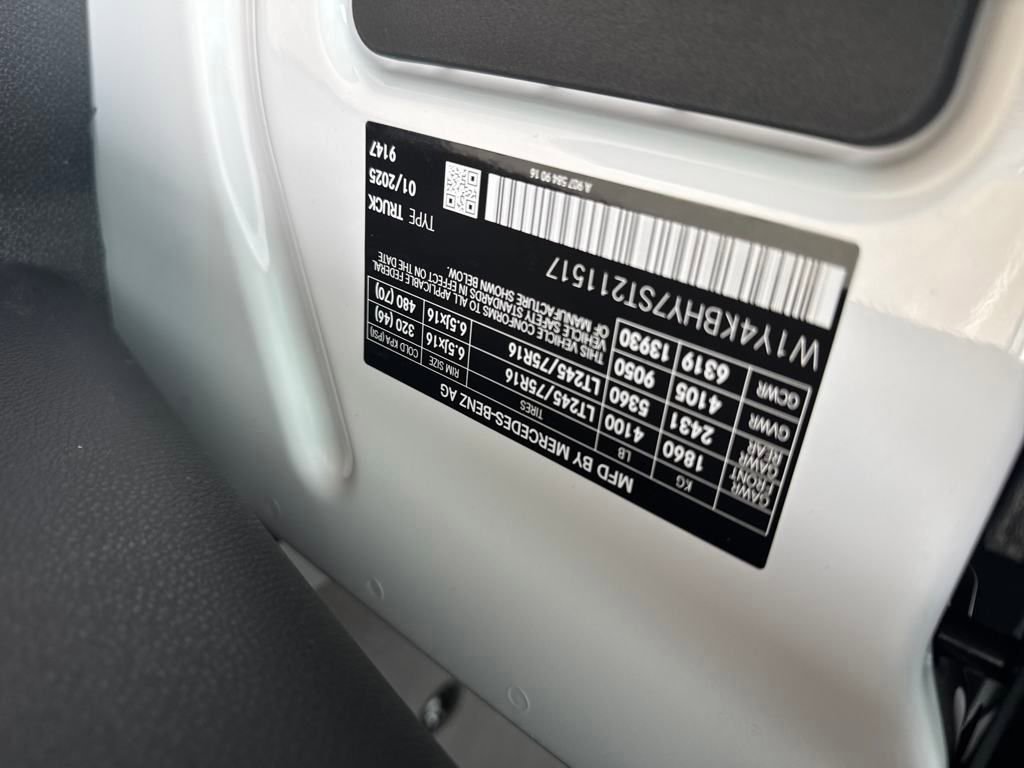 MFD BY MERCEDES-BENZ AG
KG LB TIRES RIM SIZE COLD KPA (PSI)
GAWR FRONT 1860 4100 LT245/75R16 6.5Jx16 320 (46)
GAWR REAR 2431 5360 LT245/75R16 6.5Jx16 480 (70)
GVWR 4105 9050
GCWR 6319 13930
THIS VEHICLE CONFORMS TO ALL APPLICABLE FEDERAL
VEHICLE SAFETY STANDARDS IN EFFECT ON THE DATE
OF MANUFACTURE SHOWN BELOW.
W1Y4KBHY7ST211517
TYPE TRUCK
01/2025
9147
A 907 584 90 16